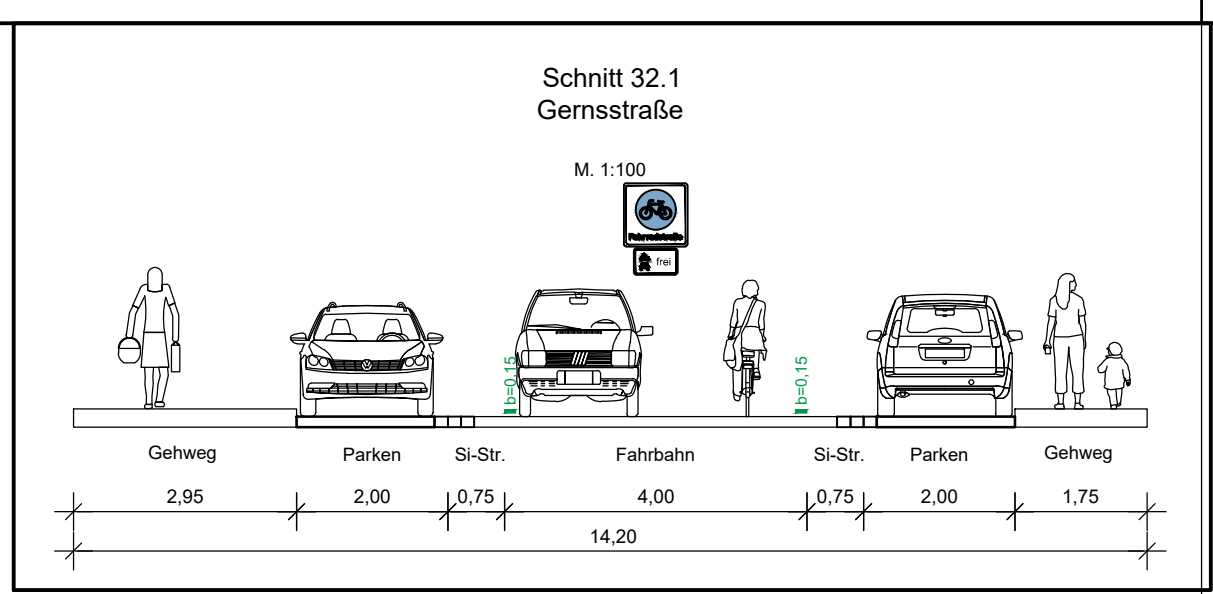 Schnitt 32.1
Gernsstraße
M. 1:100
Fahrradstraße
frei
b=0,15
b=0,15
Gehweg Parken Si-Str. Fahrbahn Si-Str. Parken Gehweg
2,95 2,00 0,75 4,00 0,75 2,00 1,75
14,20